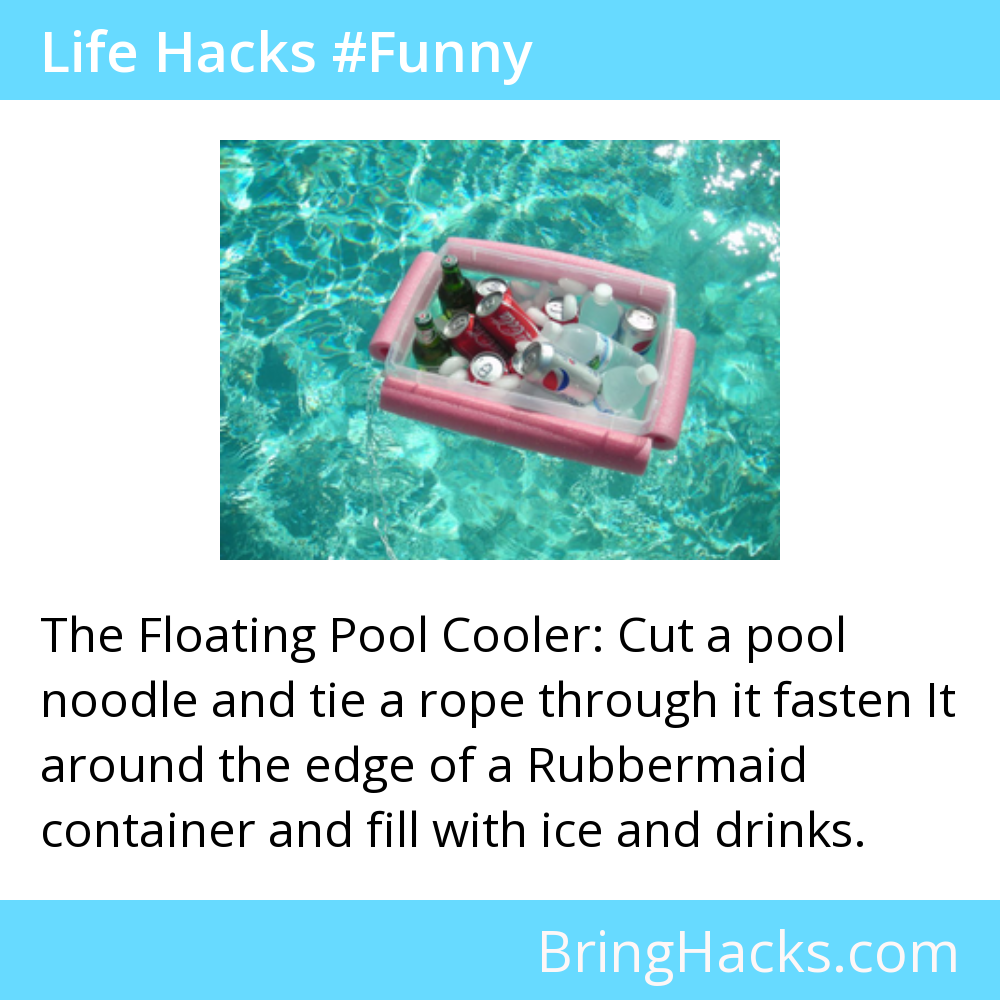 Life Hacks #Funny
The Floating Pool Cooler: Cut a pool
noodle and tie a rope through it fasten It
around the edge of a Rubbermaid
container and fill with ice and drinks.
BringHacks.com